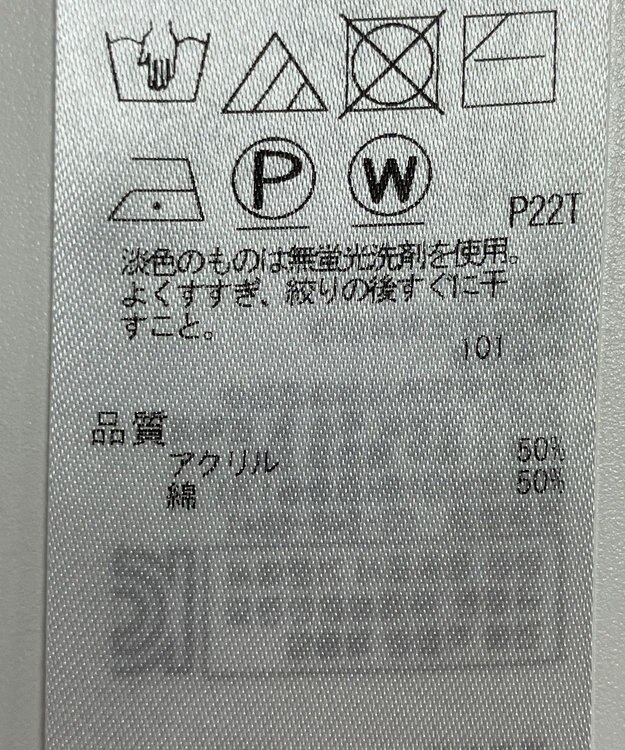 P W
P22T
淡色のものは無蛍光洗剤を使用。
よくすすぎ、絞りの後すぐに干
すこと。
101
品質
アクリル 50%
綿 50%